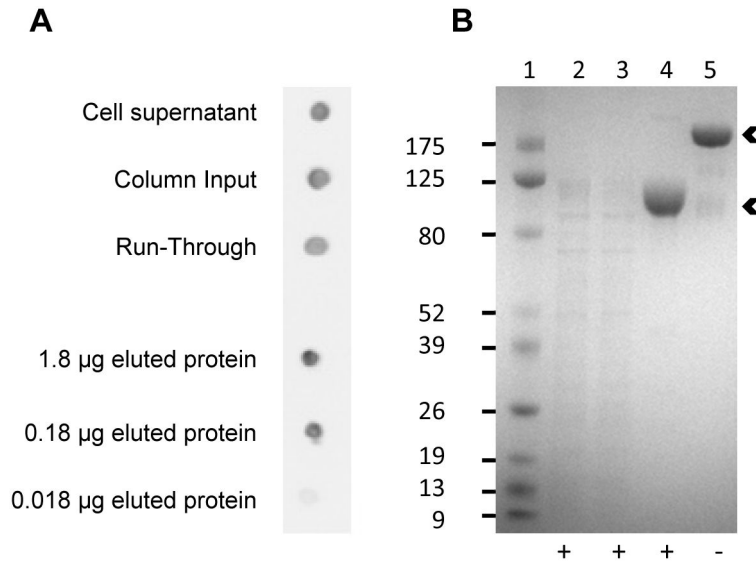 A
Cell supernatant
Column Input
Run-Through
1.8 µg eluted protein
0.18 µg eluted protein
0.018 µg eluted protein
B
1 2 3 4 5
175
125
80
52
39
26
19
13
9
+ + + -